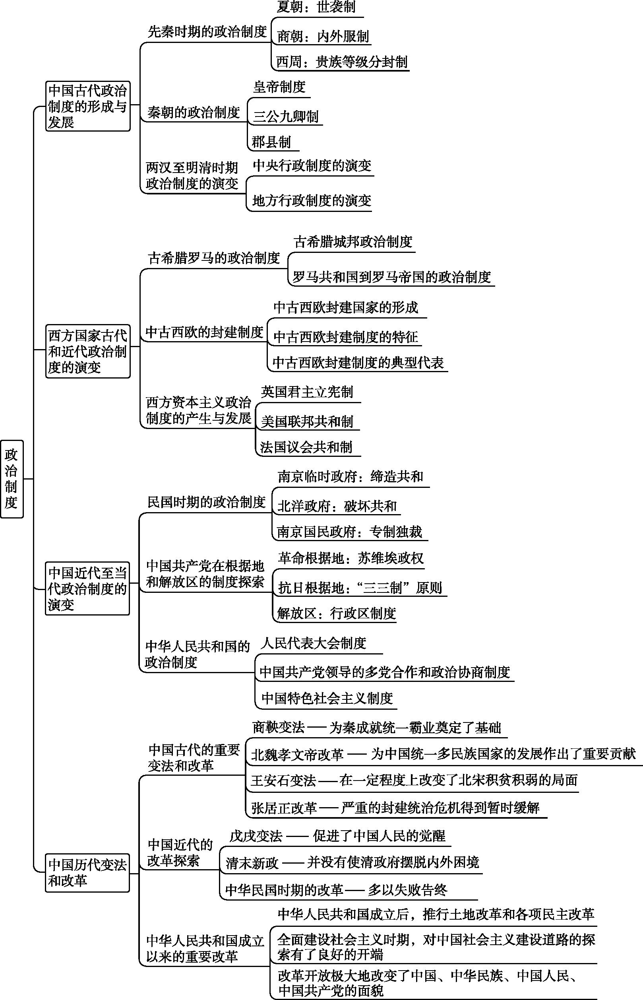 政
治
制
度
中国古代政治
制度的形成与
发展
先秦时期的政治制度
夏朝：世袭制
商朝：内外服制
西周：贵族等级分封制
秦朝的政治制度
皇帝制度
三公九卿制
郡县制
两汉至明清时期
政治制度的演变
中央行政制度的演变
地方行政制度的演变
西方国家古代
和近代政治制
度的演变
古希腊罗马的政治制度
古希腊城邦政治制度
罗马共和国到罗马帝国的政治制度
中古西欧的封建制度
中古西欧封建国家的形成
中古西欧封建制度的特征
中古西欧封建制度的典型代表
西方资本主义政治
制度的产生与发展
英国君主立宪制
美国联邦共和制
法国议会共和制
中国近代至当
代政治制度的
演变
民国时期的政治制度
南京临时政府：缔造共和
北洋政府：破坏共和
南京国民政府：专制独裁
中国共产党在根据地
和解放区的制度探索
革命根据地：苏维埃政权
抗日根据地：“三三制”原则
解放区：行政区制度
中华人民共和国的
政治制度
人民代表大会制度
中国共产党领导的多党合作和政治协商制度
中国特色社会主义制度
中国历代变法
和改革
中国古代的重要
变法和改革
商鞅变法——为秦成就统一霸业奠定了基础
北魏孝文帝改革——为中国统一多民族国家的发展作出了重要贡献
王安石变法——在一定程度上改变了北宋积贫积弱的局面
张居正改革——严重的封建统治危机得到暂时缓解
中国近代的
改革探索
戊戌变法——促进了中国人民的觉醒
清末新政——并没有使清政府摆脱内外困境
中华民国时期的改革——多以失败告终
中华人民共和国成立
以来的重要改革
中华人民共和国成立后，推行土地改革和各项民主改革
全面建设社会主义时期，对中国社会主义建设道路的探
索有了良好的开端
改革开放极大地改变了中国、中华民族、中国人民、
中国共产党的面貌